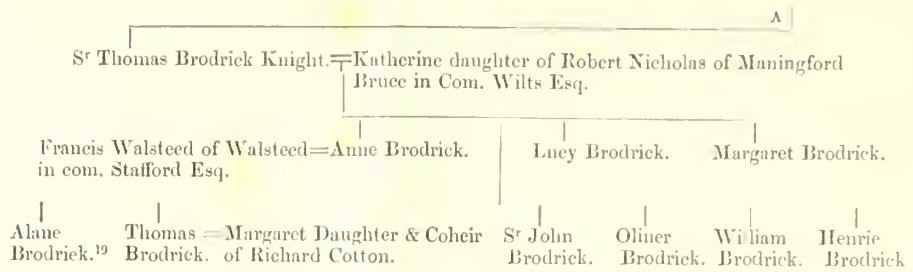 A
Sr Thomas Brodrick Knight.=Katherine daughter of Robert Nicholas of Maningford
Bruce in Com. Wilts Esq.
Francis Walsteed of Walsteed=Anne Brodrick.
in com. Stafford Esq.
Lucy Brodrick.
Margaret Brodrick.
Alane
Brodrick.19
Thomas = Margaret Daughter & Coheir
Brodrick. of Richard Cotton.
Sr John
Brodrick.
Oliuer
Brodrick.
William
Brodrick.
Henrie
Brodrick